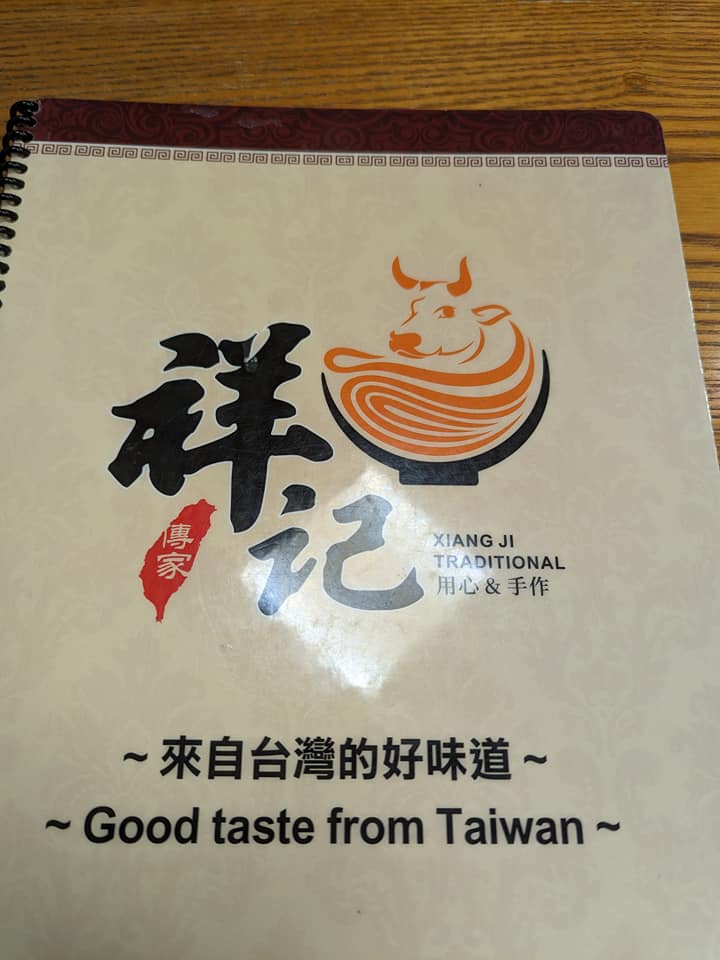 祥記
傳家
XIANG JI
TRADITIONAL
用心 & 手作
~ 來自台灣的好味道 ~
~ Good taste from Taiwan ~